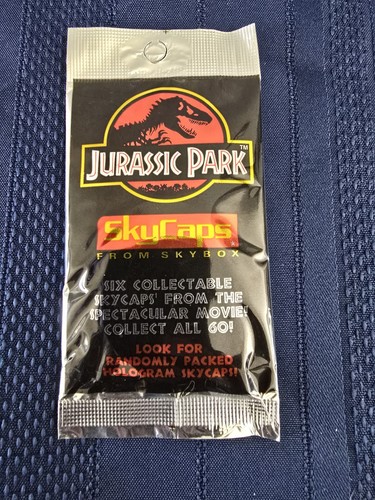 JURASSIC PARK™
SkyCaps
FROM SKYBOX
SIX COLLECTABLE
SKYCAPS' FROM THE
SPECTACULAR MOVIE!
COLLECT ALL 60!
LOOK FOR
RANDOMLY PACKED
HOLOGRAM SKYCAPS!